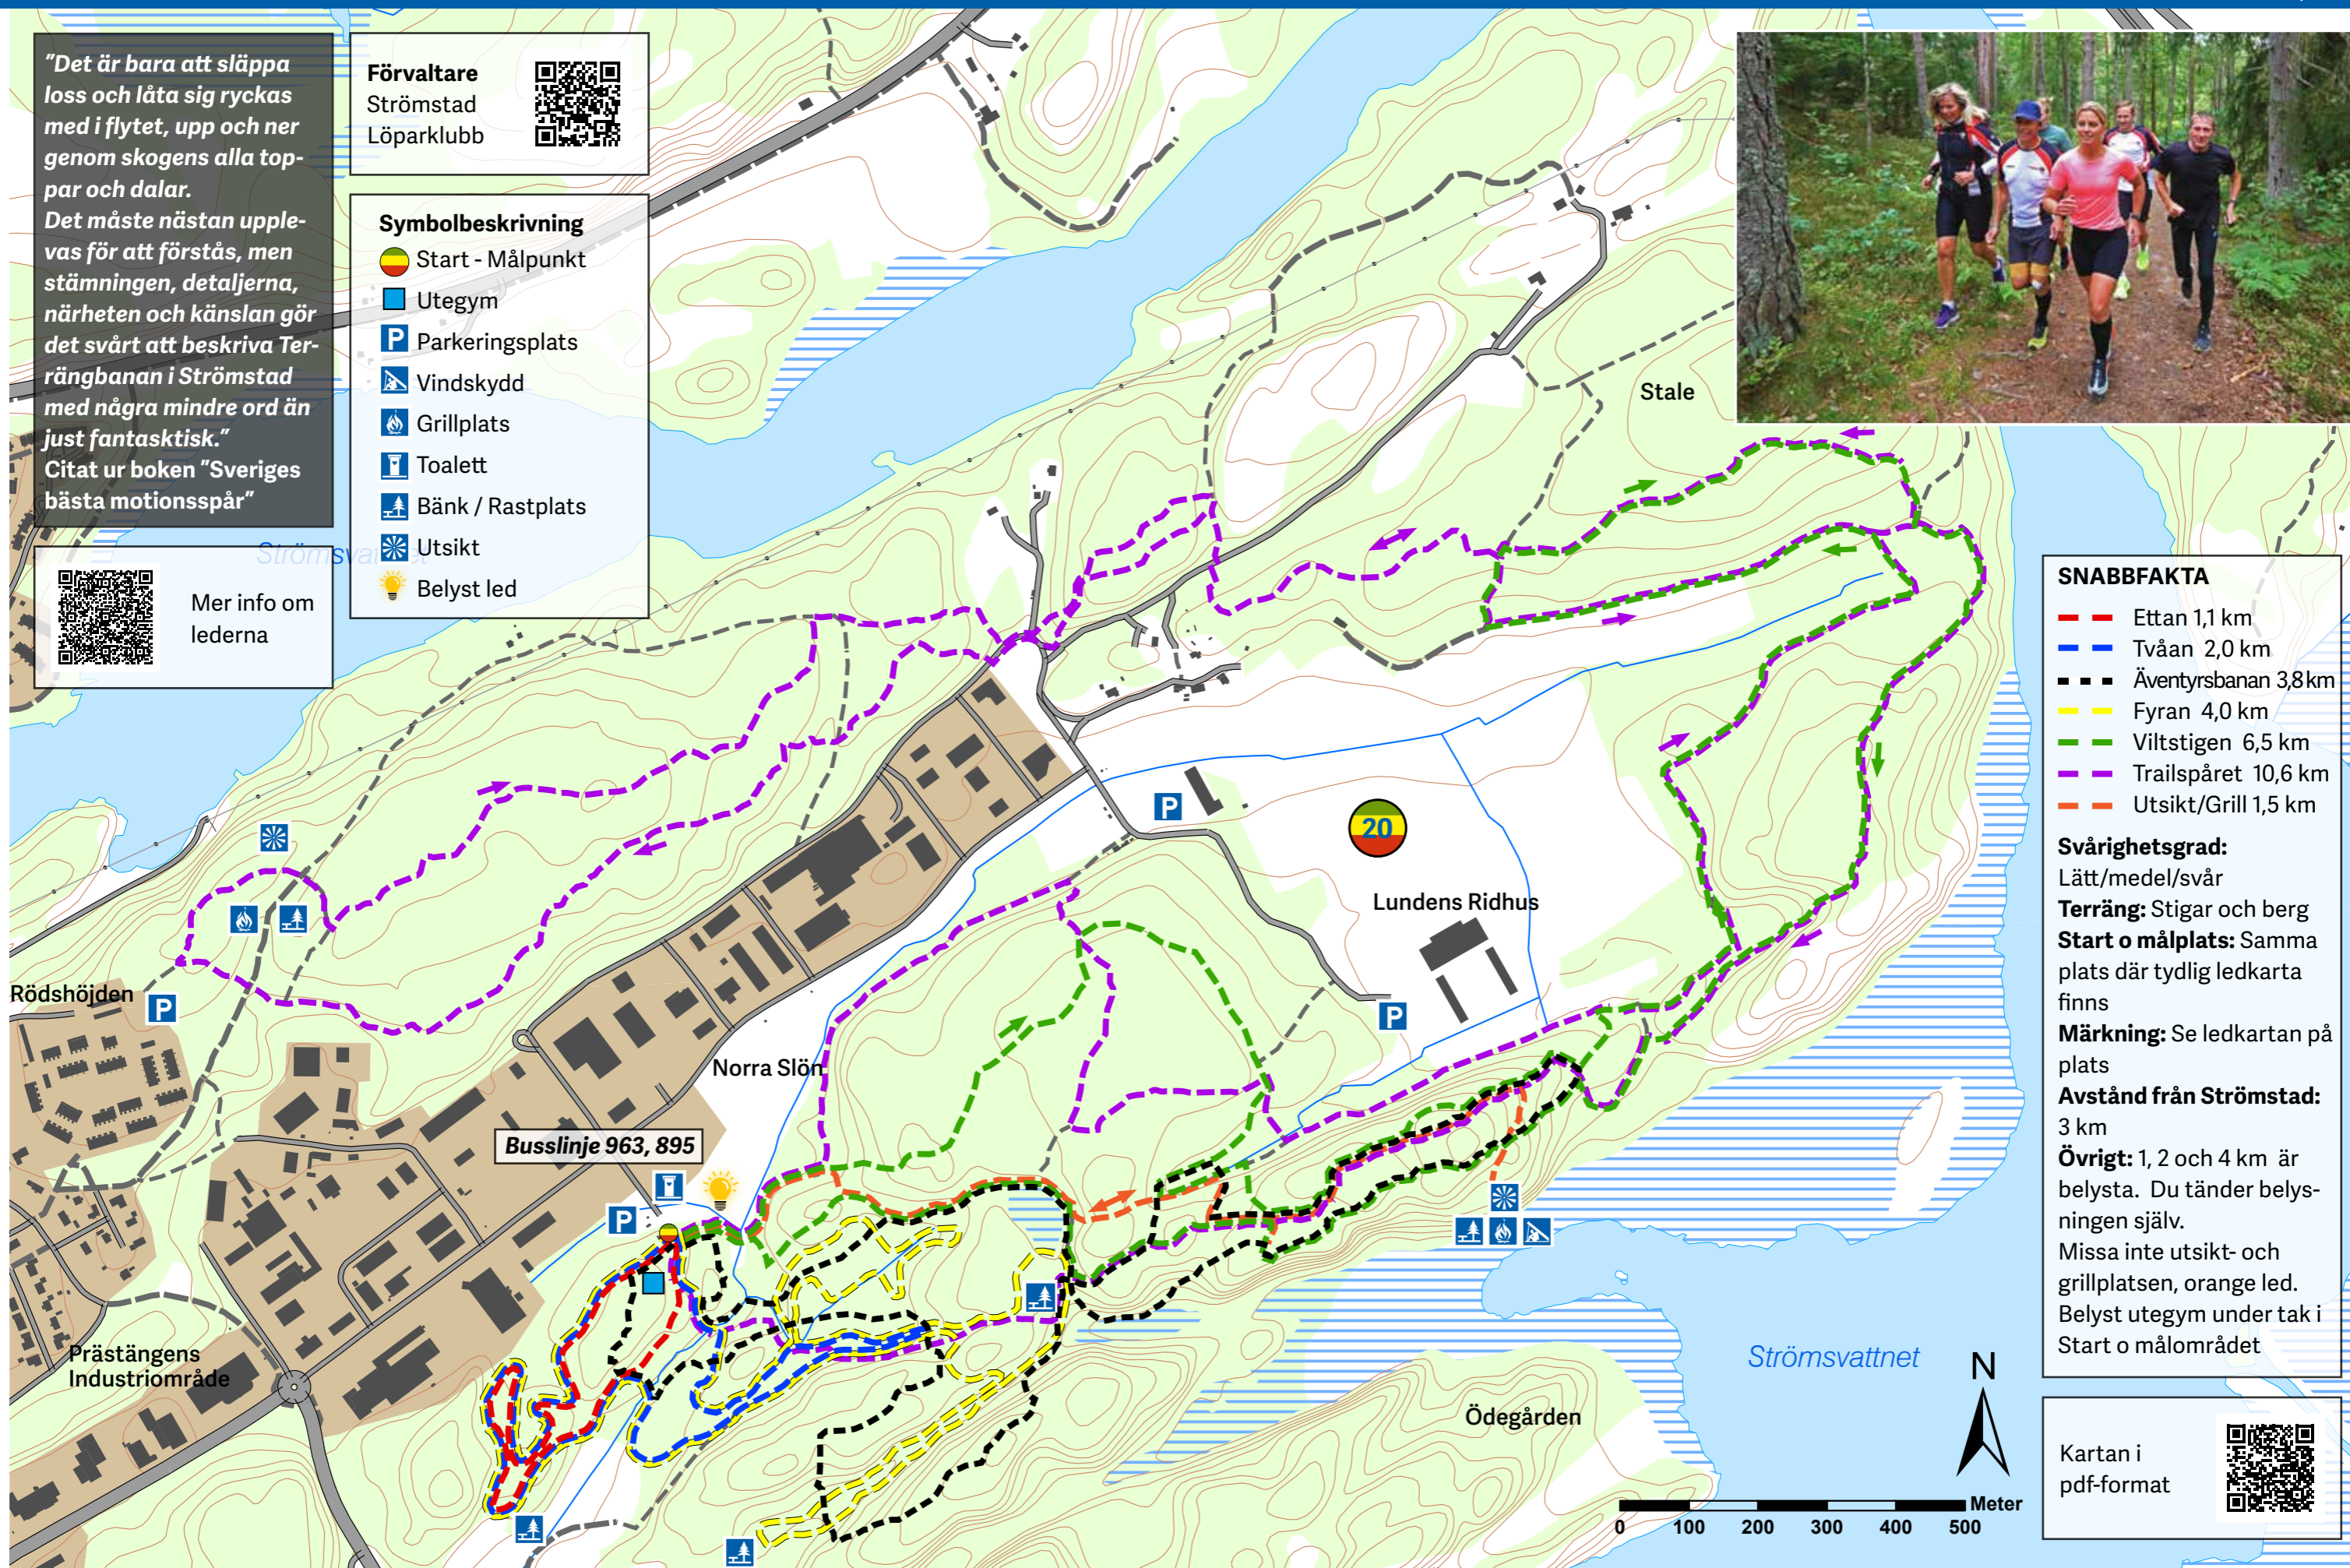 "Det är bara att släppa
loss och låta sig ryckas
med i flytet, upp och ner
genom skogens alla top-
par och dalar.
Det måste nästan upple-
vas för att förstås, men
stämningen, detaljerna,
närheten och känslan gör
det svårt att beskriva Ter-
rängbanan i Strömstad
med några mindre ord än
just fantasktisk."
Citat ur boken "Sveriges
bästa motionsspår"
Mer info om
lederna
Förvaltare
Strömstad
Löparklubb
Symbolbeskrivning
Start - Målpunkt
Utegym
P Parkeringsplats
Vindskydd
Grillplats
Toalett
Bänk / Rastplats
Utsikt
Belyst led
Strömsvattnet
Stale
P
20
Lundens Ridhus
P
Rödshöjden
P
Norra Slön
Busslinje 963, 895
P
Prästängens
Industriområde
Strömsvattnet
Ödegården
N
Meter
0 100 200 300 400 500
SNABBFAKTA
Ettan 1,1 km
Tvåan 2,0 km
Äventyrsbanan 3,8 km
Fyran 4,0 km
Viltstigen 6,5 km
Trailspåret 10,6 km
Utsikt/Grill 1,5 km
Svårighetsgrad:
Lätt/medel/svår
Terräng: Stigar och berg
Start o målplats: Samma
plats där tydlig ledkarta
finns
Märkning: Se ledkartan på
plats
Avstånd från Strömstad:
3 km
Övrigt: 1, 2 och 4 km är
belysta. Du tänder belys-
ningen själv.
Missa inte utsikt- och
grillplatsen, orange led.
Belyst utegym under tak i
Start o målområdet
Kartan i
pdf-format